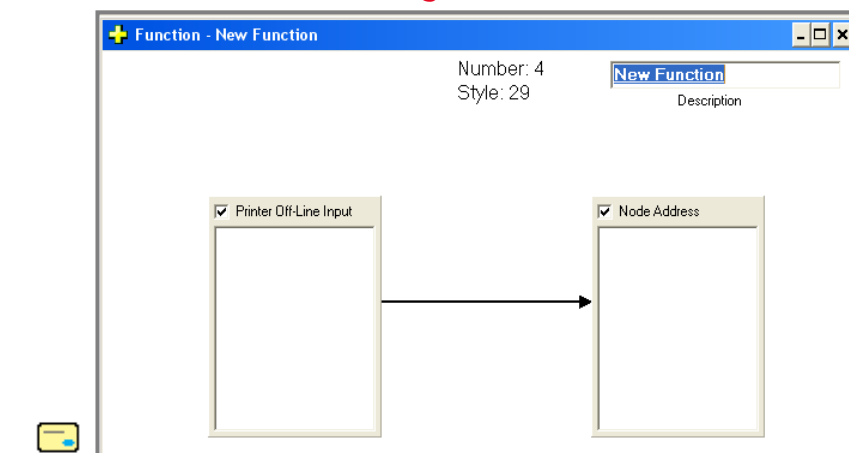 Function - New Function
Number: 4
New Function
Style: 29
Description
Printer Off-Line Input
Node Address